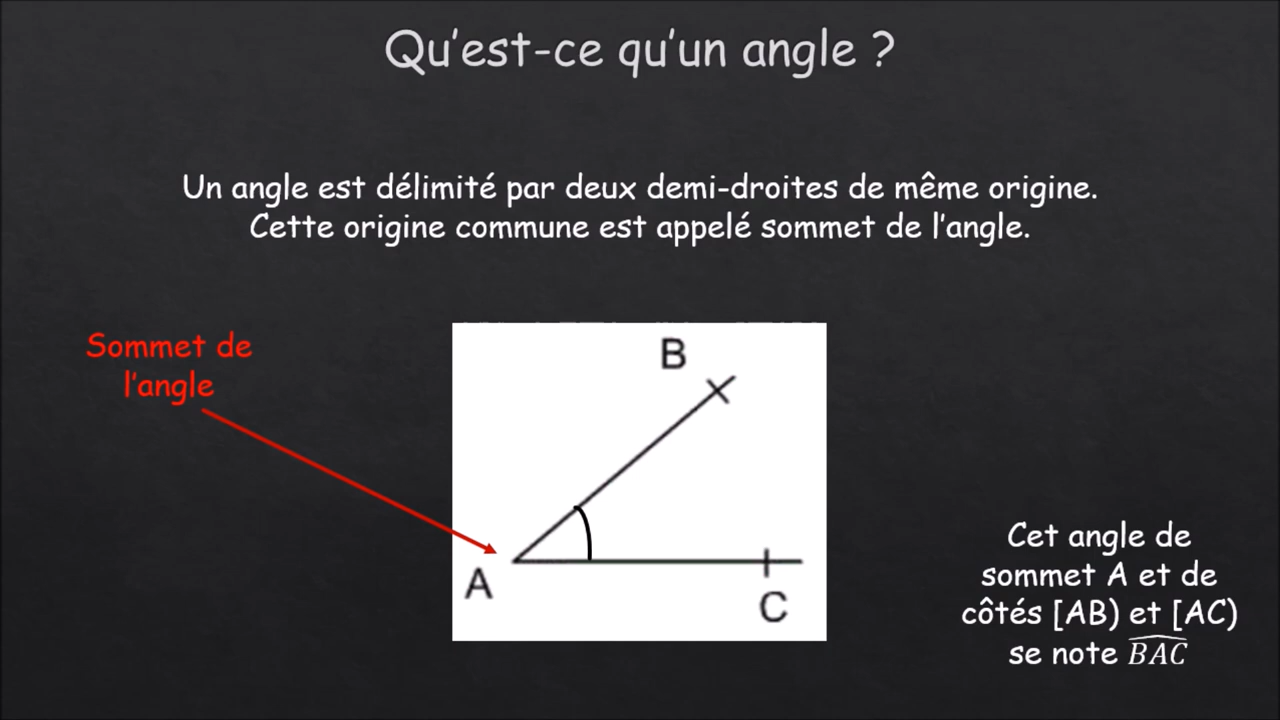 Qu'est-ce qu'un angle ?
Un angle est délimité par deux demi-droites de même origine.
Cette origine commune est appelé sommet de l'angle.
Sommet de
l'angle
B
A
C
Cet angle de
sommet A et de
côtés [AB) et [AC)
se note \widehat{BAC}